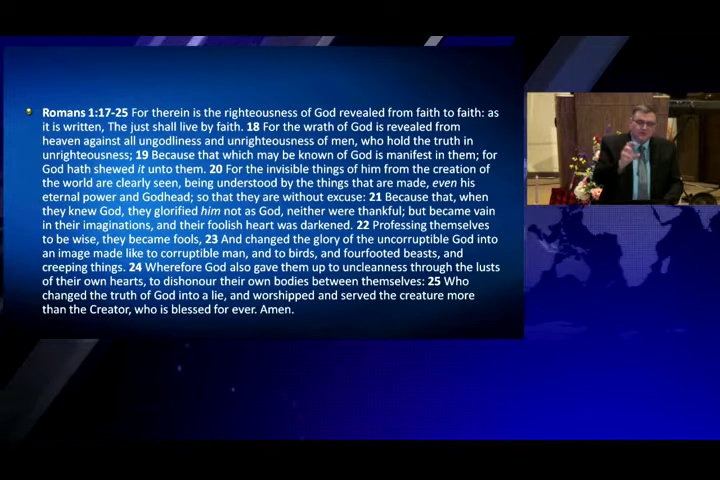 Romans 1:17-25 For therein is the righteousness of God revealed from faith to faith: as
it is written, The just shall live by faith. 18 For the wrath of God is revealed from
heaven against all ungodliness and unrighteousness of men, who hold the truth in
unrighteousness; 19 Because that which may be known of God is manifest in them; for
God hath shewed it unto them. 20 For the invisible things of him from the creation of
the world are clearly seen, being understood by the things that are made, even his
eternal power and Godhead; so that they are without excuse: 21 Because that, when
they knew God, they glorified him not as God, neither were thankful; but became vain
in their imaginations, and their foolish heart was darkened. 22 Professing themselves
to be wise, they became fools, 23 And changed the glory of the uncorruptible God into
an image made like to corruptible man, and to birds, and fourfooted beasts, and
creeping things. 24 Wherefore God also gave them up to uncleanness through the lusts
of their own hearts, to dishonour their own bodies between themselves: 25 Who
changed the truth of God into a lie, and worshipped and served the creature more
than the Creator, who is blessed for ever. Amen.